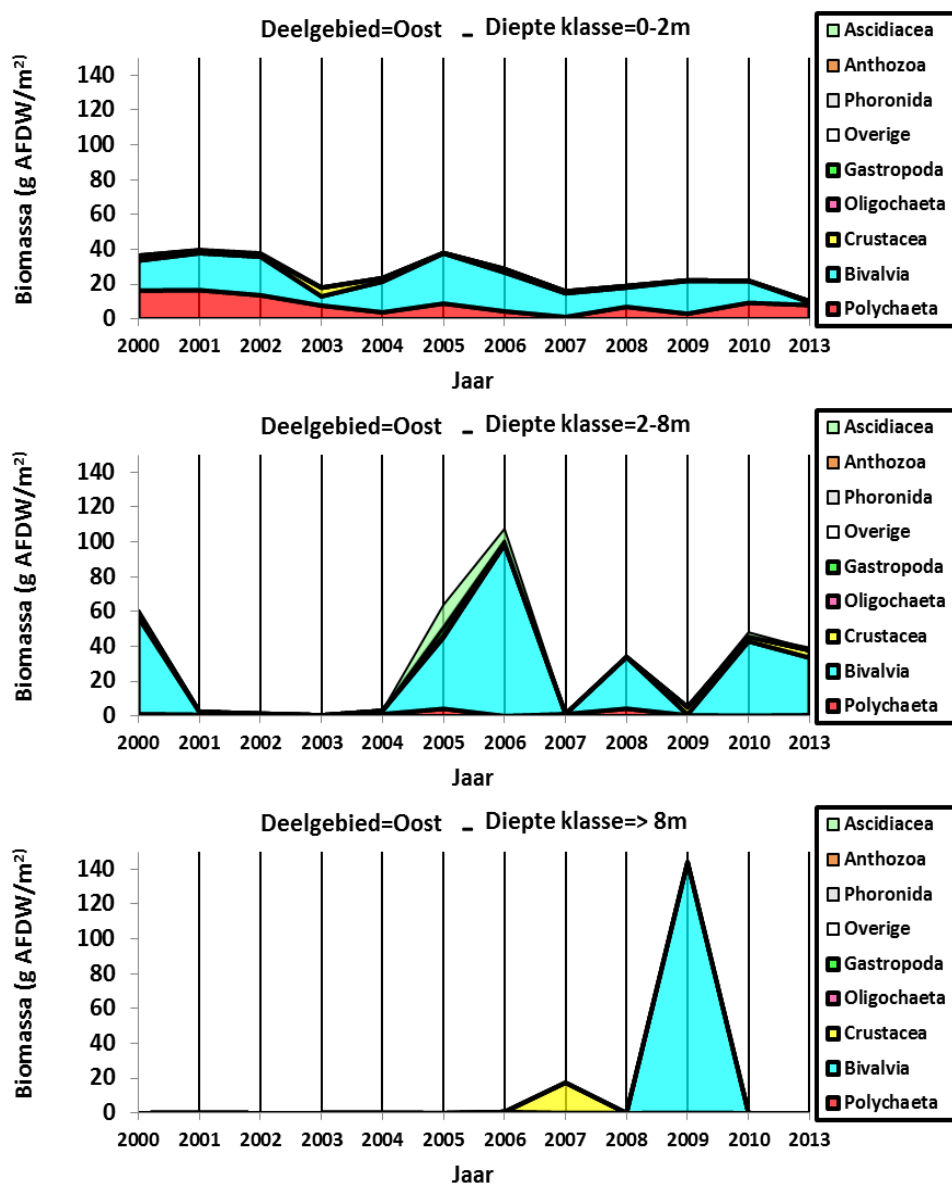 Deelgebied=Oost - Diepte klasse=0-2m
Biomassa (g AFDW/m²)
140
120
100
80
60
40
20
0
2000 2001 2002 2003 2004 2005 2006 2007 2008 2009 2010 2013
Jaar
Ascidiacea
Anthozoa
Phoronida
Overige
Gastropoda
Oligochaeta
Crustacea
Bivalvia
Polychaeta
Deelgebied=Oost - Diepte klasse=2-8m
Biomassa (g AFDW/m²)
140
120
100
80
60
40
20
0
2000 2001 2002 2003 2004 2005 2006 2007 2008 2009 2010 2013
Jaar
Ascidiacea
Anthozoa
Phoronida
Overige
Gastropoda
Oligochaeta
Crustacea
Bivalvia
Polychaeta
Deelgebied=Oost - Diepte klasse=> 8m
Biomassa (g AFDW/m²)
140
120
100
80
60
40
20
0
2000 2001 2002 2003 2004 2005 2006 2007 2008 2009 2010 2013
Jaar
Ascidiacea
Anthozoa
Phoronida
Overige
Gastropoda
Oligochaeta
Crustacea
Bivalvia
Polychaeta